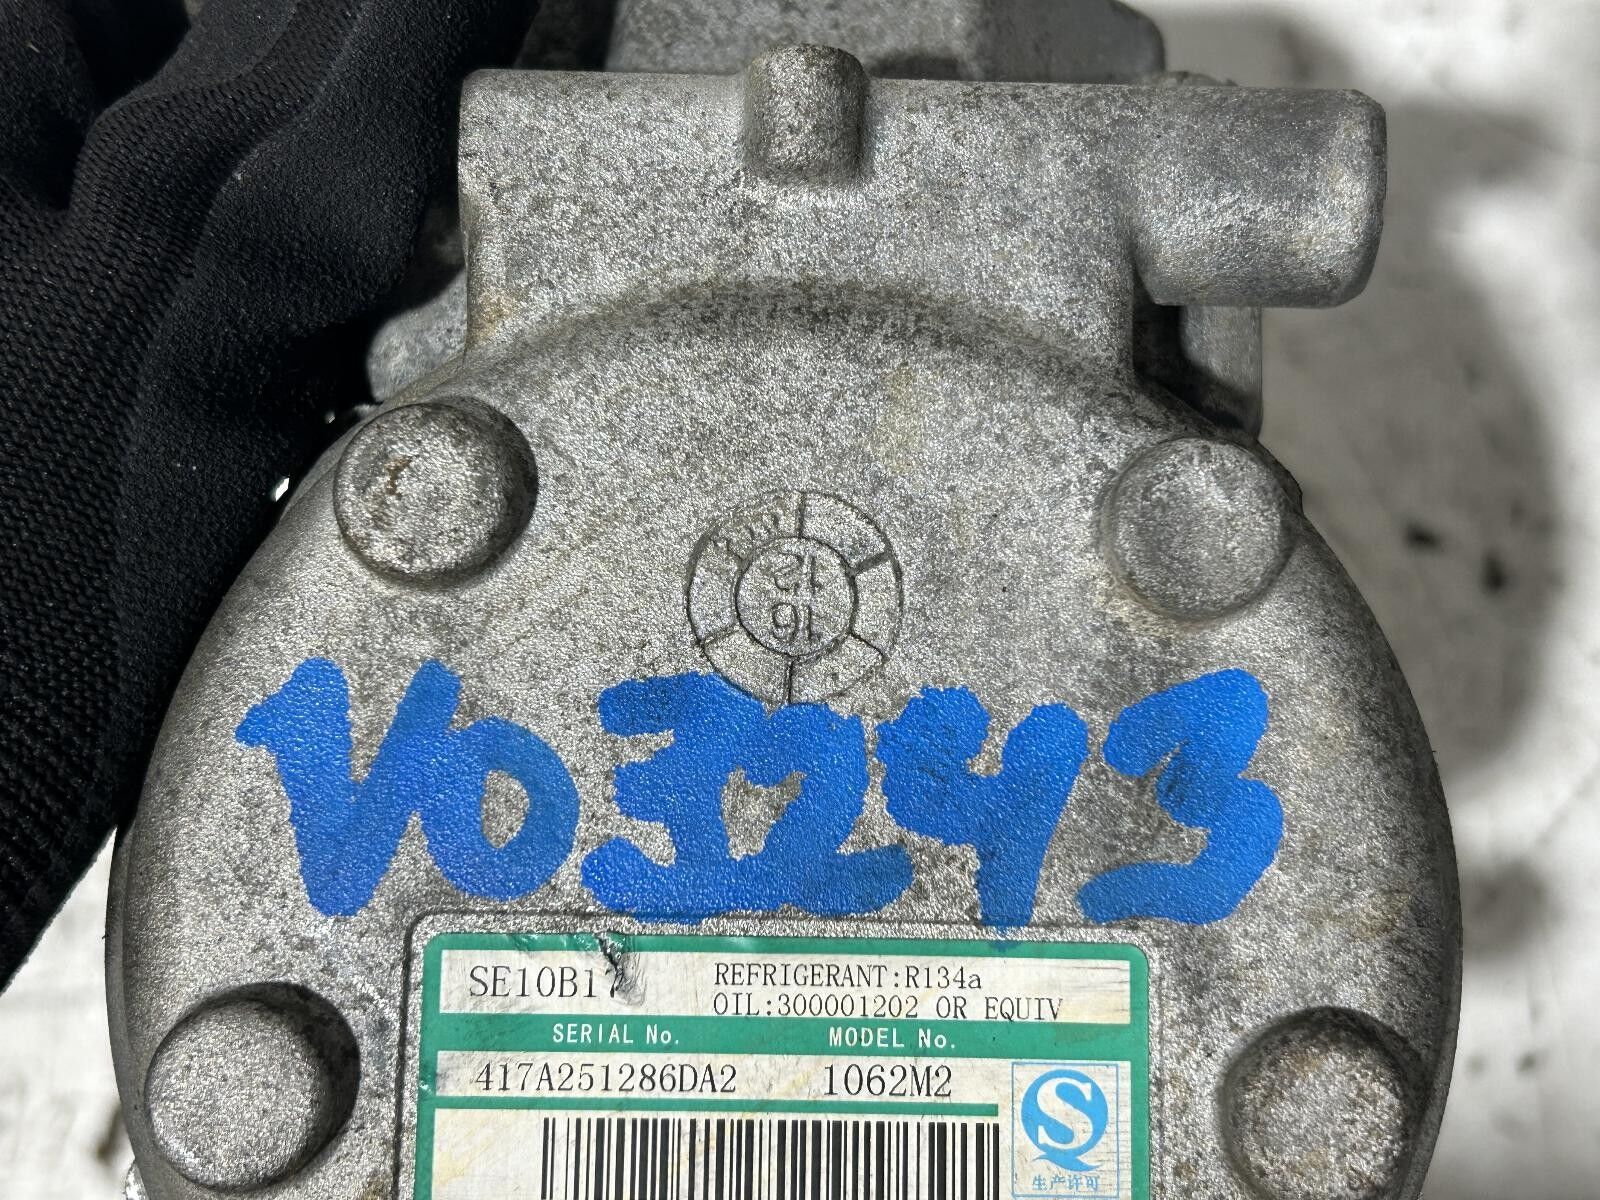 12
16
V03243
SE10B17 REFRIGERANT:R134a
OIL:300001202 OR EQUIV
SERIAL No. MODEL No.
417A251286DA2 1062M2
生产许可